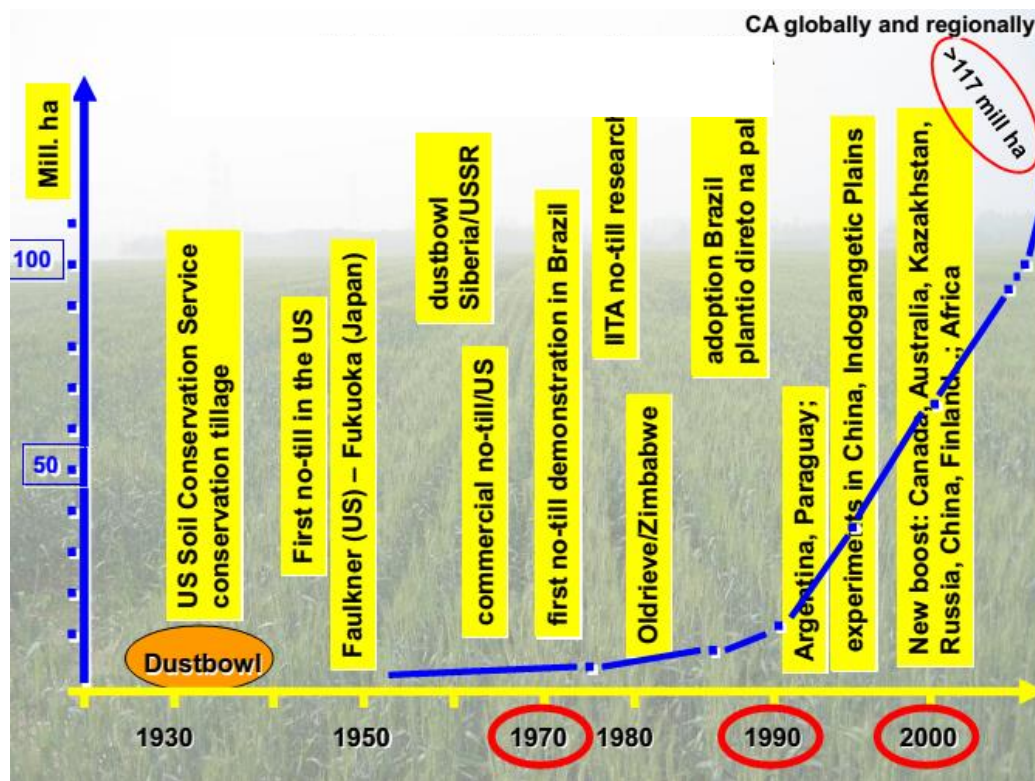 CA globally and regionally
>117 mill ha
Mill. ha
100
50
US Soil Conservation Service
conservation tillage
Dustbowl
First no-till in the US
Faulkner (US) – Fukuoka (Japan)
dustbowl
Siberia/USSR
commercial no-till/US
first no-till demonstration in Brazil
IITA no-till research
Oldrieve/Zimbabwe
adoption Brazil
plantio direto na pal
Argentina, Paraguay;
experiments in China, Indogangetic Plains
New boost: Canada, Australia, Kazakhstan,
Russia, China, Finland...; Africa
1930
1950
1970
1980
1990
2000